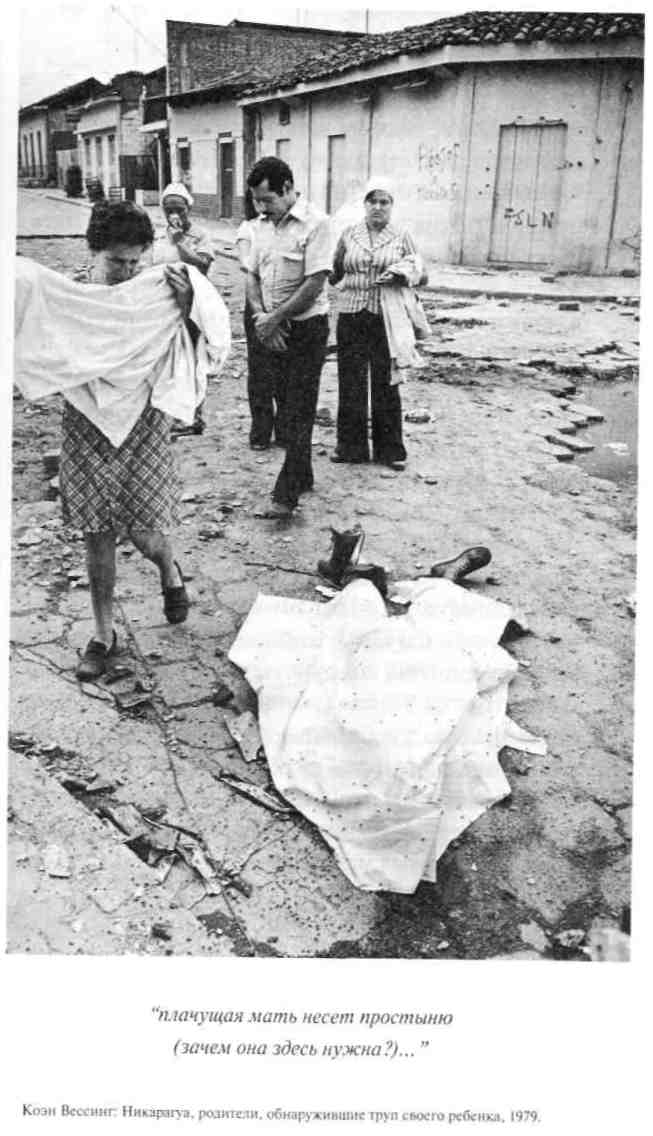 FSLN
“плачущая мать несет простыню
(зачем она здесь нужна?)...”
Коэн Вессинг: Никарагуа, родители, обнаружившие труп своего ребенка, 1979.